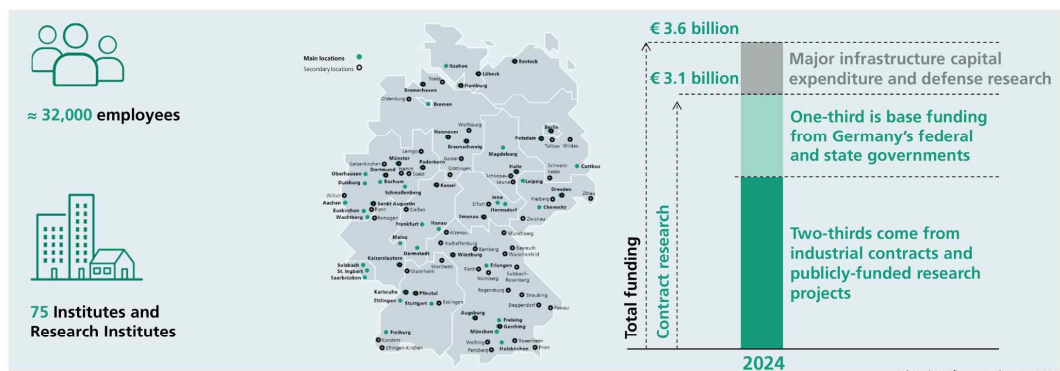 ≈ 32,000 employees
75 Institutes and
Research Institutes
Main locations
Secondary locations
Itzehoe
Rostock
Lübeck
Hamburg
Bremerhaven
Oldenburg
Bremen
Wolfsburg
Hannover
Braunschweig
Berlin
Potsdam
Teltow
Wildau
Magdeburg
Lemgo
Goslar
Göttingen
Gelsenkirchen
Münster
Paderborn
Dortmund
Hamm
Soest
Oberhausen
Duisburg
Bochum
Schmallenberg
Kassel
Halle
Schkopau
Leuna
Leipzig
Schwarz-
heide
Cottbus
Dresden
Zittau
Freiberg
Chemnitz
Zwickau
Jena
Hermsdorf
Erfurt
Ilmenau
Willich
Aachen
Sankt Augustin
Bonn
Euskirchen
Wachtberg
Remagen
Gießen
Frankfurt
Hanau
Alzenau
Aschaffenburg
Mainz
Darmstadt
Münchberg
Bamberg
Bayreuth
Waischenfeld
Würzburg
Wertheim
Kaiserslautern
Mannheim
Sulzbach
St. Ingbert
Saarbrücken
Erlangen
Fürth
Nürnberg
Sulzbach-
Rosenberg
Regensburg
Straubing
Deggendorf
Passau
Karlsruhe
Pfinztal
Ettlingen
Stuttgart
Esslingen
Augsburg
Freising
Garching
München
Freiburg
Kandern
Efringen-Kirchen
Weßling
Penzberg
Holzkirchen
Rosenheim
Prien
€ 3.6 billion
€ 3.1 billion
Total funding
Contract research
2024
Major infrastructure capital
expenditure and defense research
One-third is base funding
from Germany's federal
and state governments
Two-thirds come from
industrial contracts and
publicly-funded research
projects